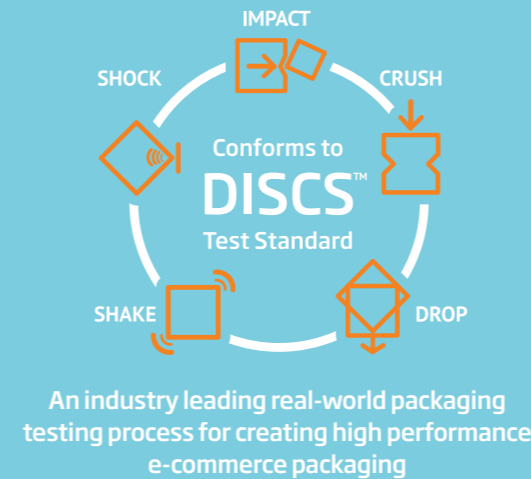 IMPACT
SHOCK
CRUSH
Conforms to
DISCS™
Test Standard
SHAKE
DROP
An industry leading real-world packaging
testing process for creating high performance
e-commerce packaging